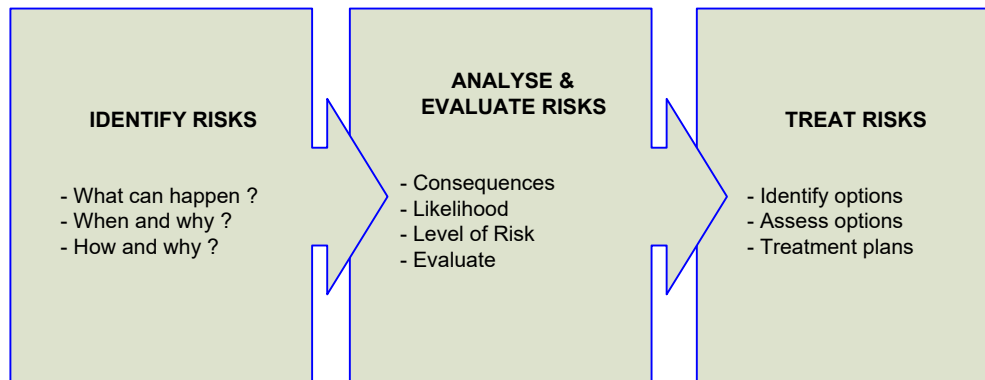 IDENTIFY RISKS
- What can happen ?
- When and why ?
- How and why ?
ANALYSE &
EVALUATE RISKS
- Consequences
- Likelihood
- Level of Risk
- Evaluate
TREAT RISKS
- Identify options
- Assess options
- Treatment plans